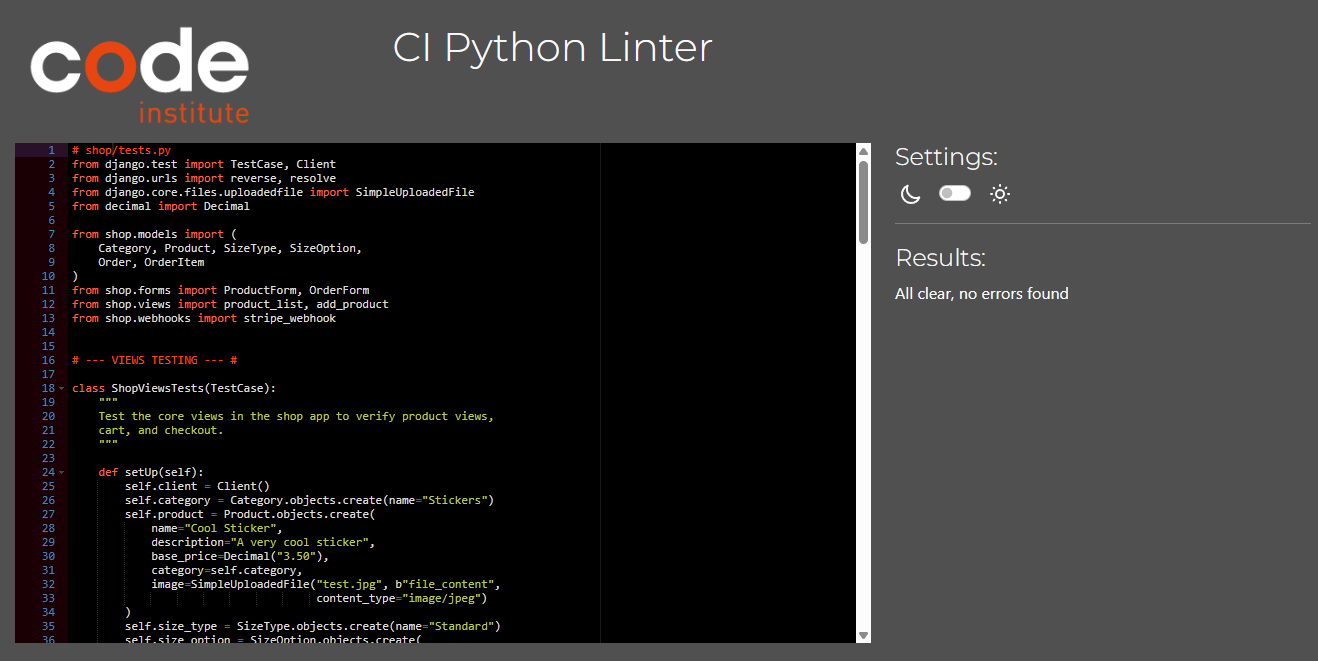 code
institute
CI Python Linter
1 # shop/tests.py
2 from django.test import TestCase, Client
3 from django.urls import reverse, resolve
4 from django.core.files.uploadedfile import SimpleUploadedFile
5 from decimal import Decimal
6
7 from shop.models import (
8     Category, Product, SizeType, SizeOption,
9     Order, OrderItem
10 )
11 from shop.forms import ProductForm, OrderForm
12 from shop.views import product_list, add_product
13 from shop.webhooks import stripe_webhook
14
15
16 # --- VIEWS TESTING --- #
17
18 class ShopViewsTests(TestCase):
19     """
20     Test the core views in the shop app to verify product views,
21     cart, and checkout.
22     """
23
24     def setUp(self):
25         self.client = Client()
26         self.category = Category.objects.create(name="Stickers")
27         self.product = Product.objects.create(
28             name="Cool Sticker",
29             description="A very cool sticker",
30             base_price=Decimal("3.50"),
31             category=self.category,
32             image=SimpleUploadedFile("test.jpg", b"file_content",
33                                      content_type="image/jpeg")
34         )
35         self.size_type = SizeType.objects.create(name="Standard")
36         self.size_option = SizeOption.objects.create(
Settings:
Results:
All clear, no errors found